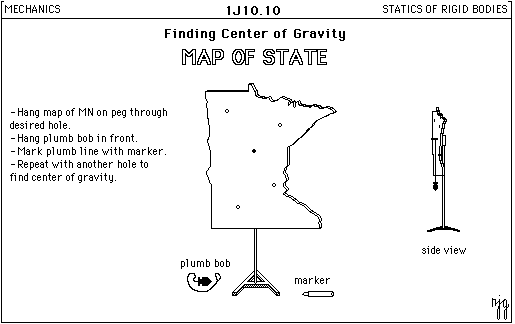 MECHANICS
1J10.10
STATICS OF RIGID BODIES
Finding Center of Gravity
MAP OF STATE
- Hang map of MN on peg through
desired hole.
- Hang plumb bob in front.
- Mark plumb line with marker.
- Repeat with another hole to
find center of gravity.
plumb bob
marker
side view